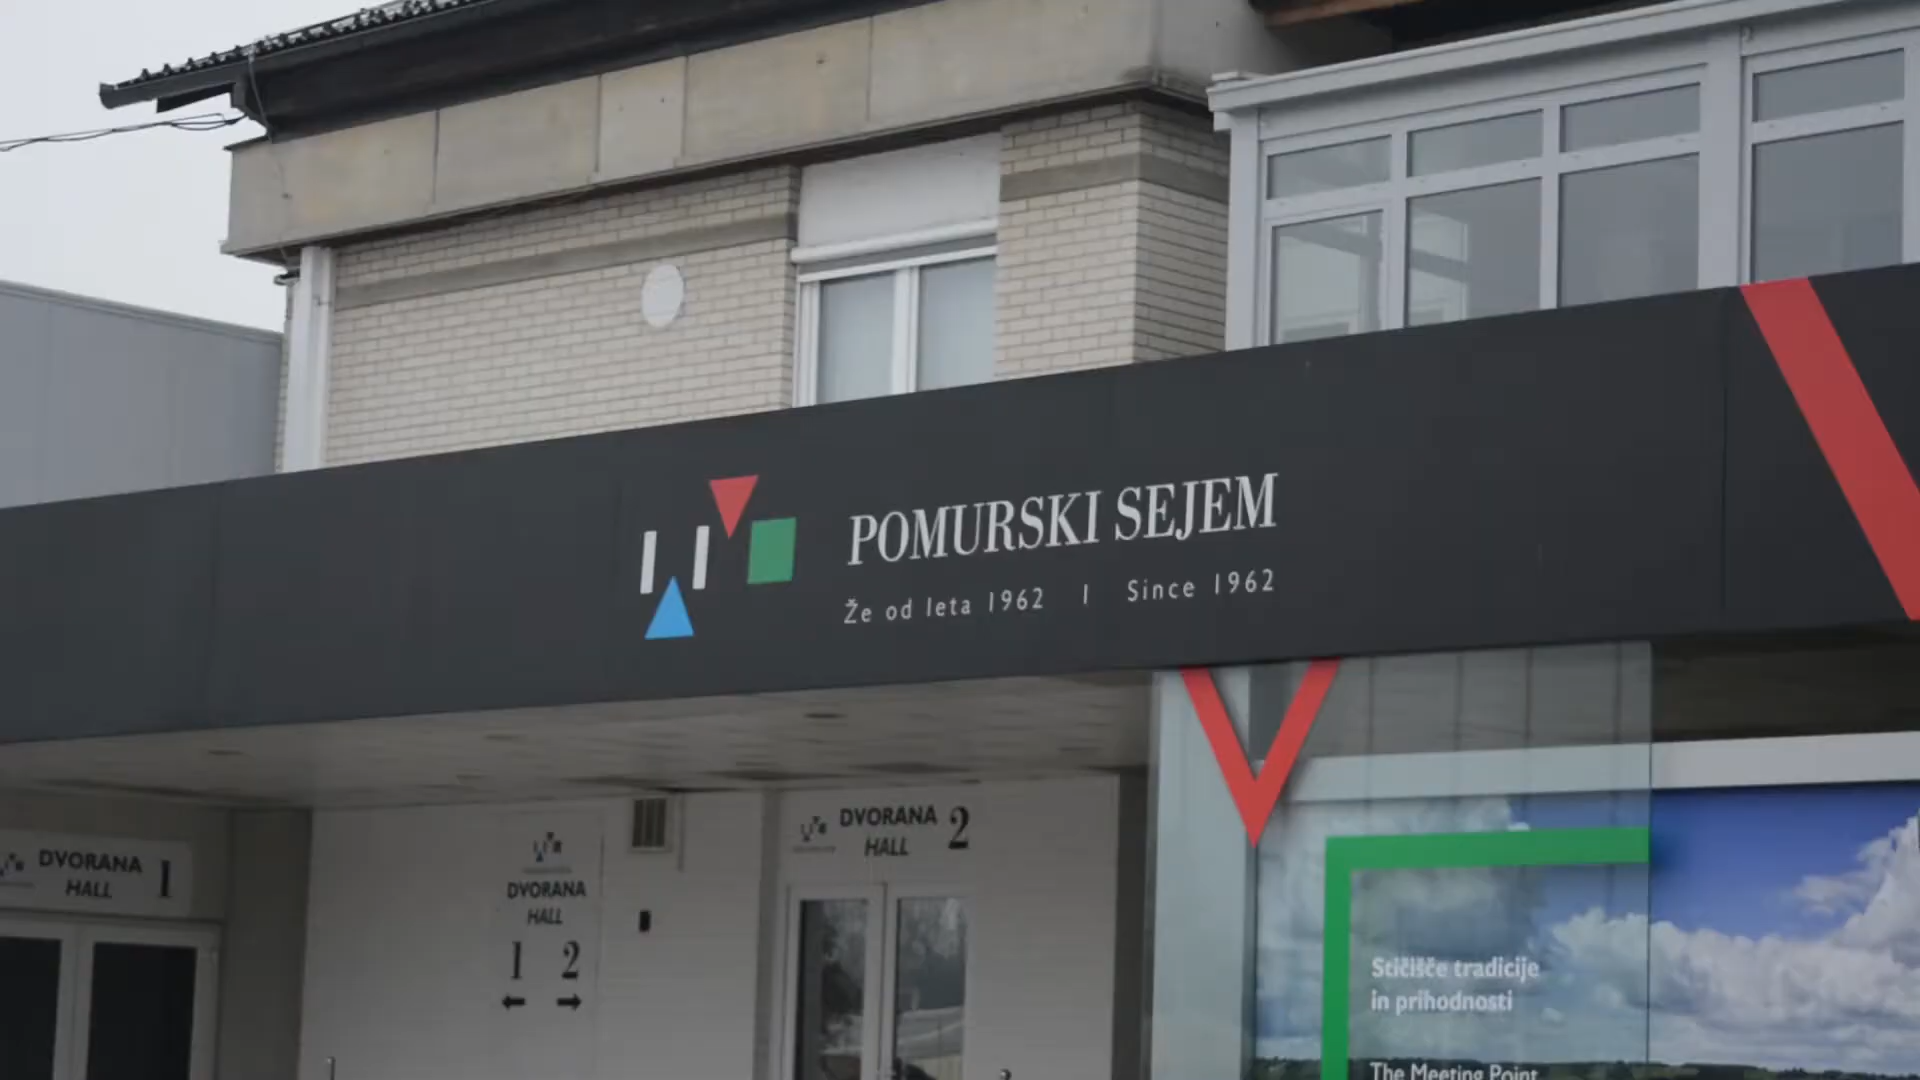 POMURSKI SEJEM
Že od leta 1962 | Since 1962
DVORANA
HALL
1
DVORANA
HALL
1 2
DVORANA
HALL
2
Stičišče tradicije
in prihodnosti
The Meeting Point